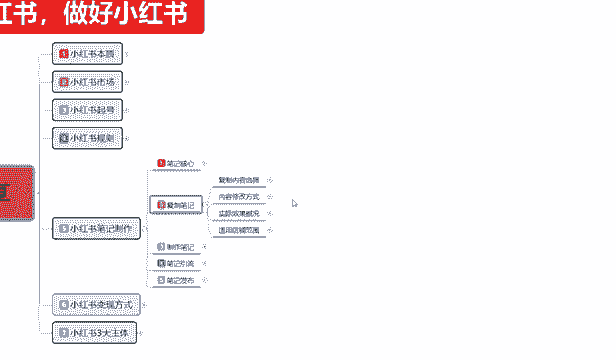 红书，做好小红书
1 小红书本质
2 小红书市场
3 小红书起号
4 小红书规则
5 小红书笔记制作
1 笔记核心
2 复制笔记
复制内容选择
内容修改方式
实际效果概况
适用店铺范围
3 制作笔记
4 笔记引流
5 笔记发布
6 小红书变现方式
7 小红书3大主体